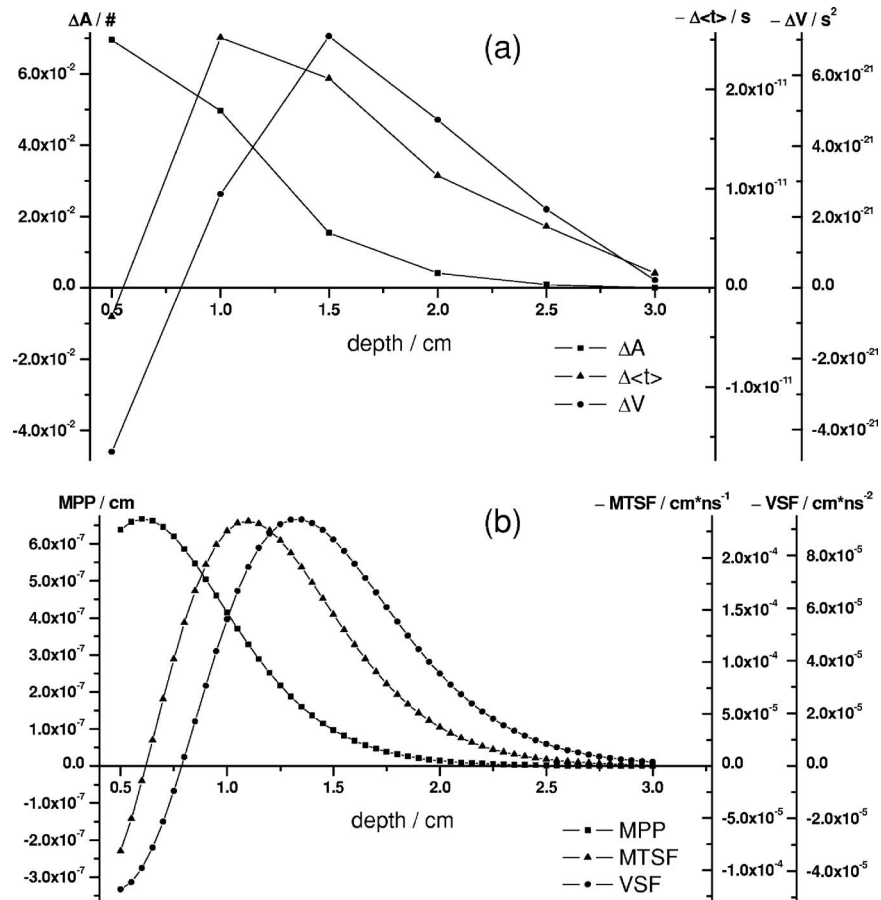 ΔA / #
− Δ<t> / s
− ΔV / s²
(a)
6.0x10⁻²
4.0x10⁻²
2.0x10⁻²
0.0
-2.0x10⁻²
-4.0x10⁻²
2.0x10⁻¹¹
1.0x10⁻¹¹
0.0
-1.0x10⁻¹¹
6.0x10⁻²¹
4.0x10⁻²¹
2.0x10⁻²¹
0.0
-2.0x10⁻²¹
-4.0x10⁻²¹
0.5 1.0 1.5 2.0 2.5 3.0
depth / cm
ΔA
Δ<t>
ΔV
MPP / cm
− MTSF / cm*ns⁻¹
− VSF / cm*ns⁻²
(b)
6.0x10⁻⁷
5.0x10⁻⁷
4.0x10⁻⁷
3.0x10⁻⁷
2.0x10⁻⁷
1.0x10⁻⁷
0.0
-1.0x10⁻⁷
-2.0x10⁻⁷
-3.0x10⁻⁷
2.0x10⁻⁴
1.5x10⁻⁴
1.0x10⁻⁴
5.0x10⁻⁵
0.0
-5.0x10⁻⁵
-1.0x10⁻⁴
8.0x10⁻⁵
6.0x10⁻⁵
4.0x10⁻⁵
2.0x10⁻⁵
0.0
-2.0x10⁻⁵
-4.0x10⁻⁵
0.5 1.0 1.5 2.0 2.5 3.0
depth / cm
MPP
MTSF
VSF